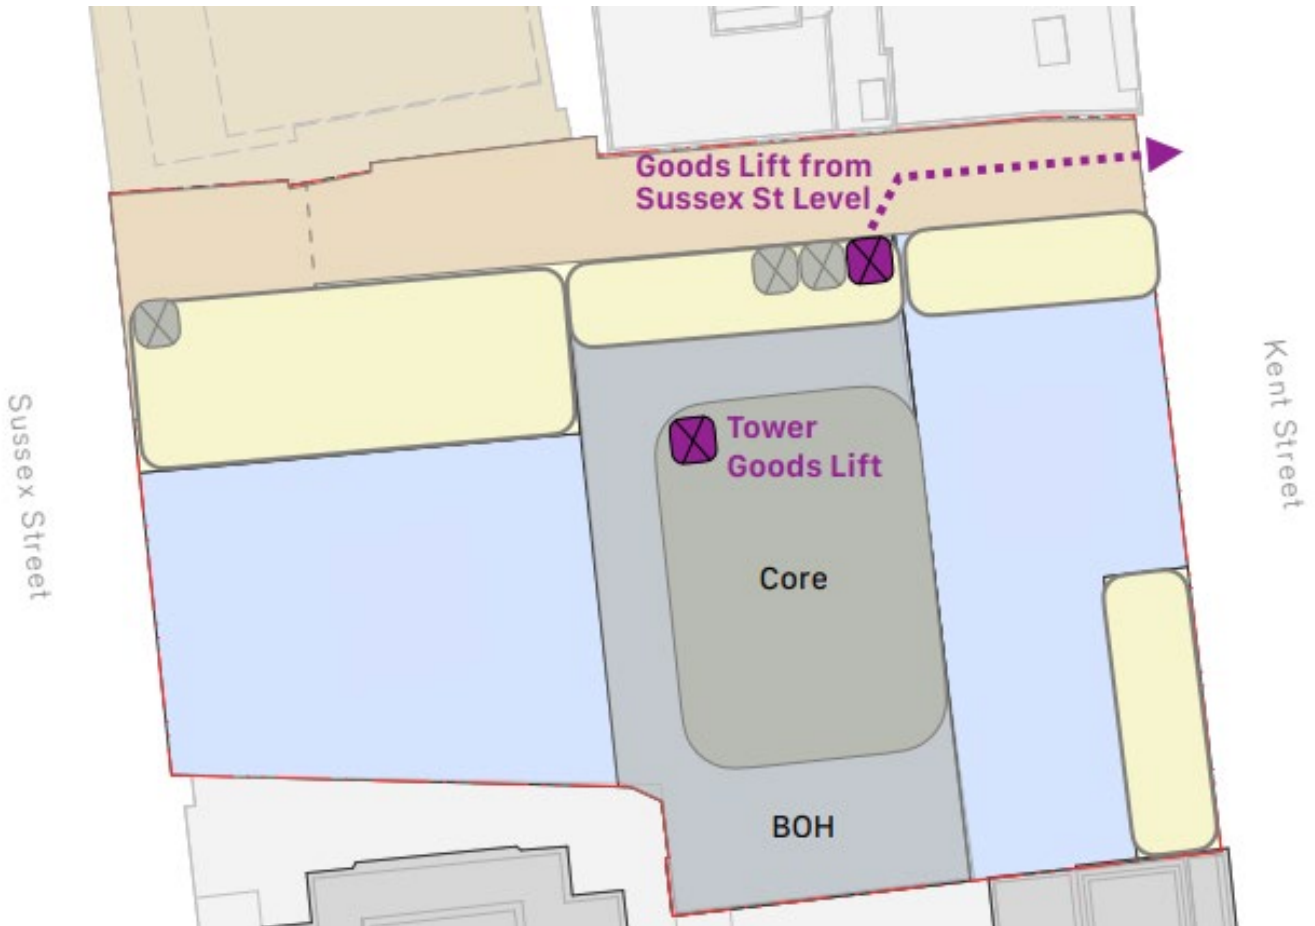 Goods Lift from
Sussex St Level
Tower
Goods Lift
Core
BOH
Sussex Street
Kent Street